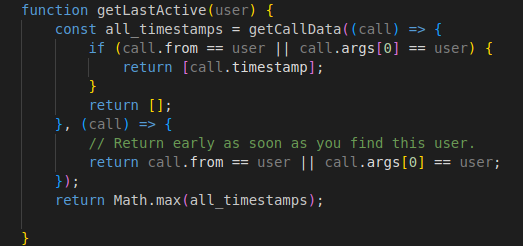 function getLastActive(user) {
    const all_timestamps = getCallData((call) => {
        if (call.from == user || call.args[0] == user) {
            return [call.timestamp];
        }
        return [];
    }, (call) => {
        // Return early as soon as you find this user.
        return call.from == user || call.args[0] == user;
    });
    return Math.max(all_timestamps);
}